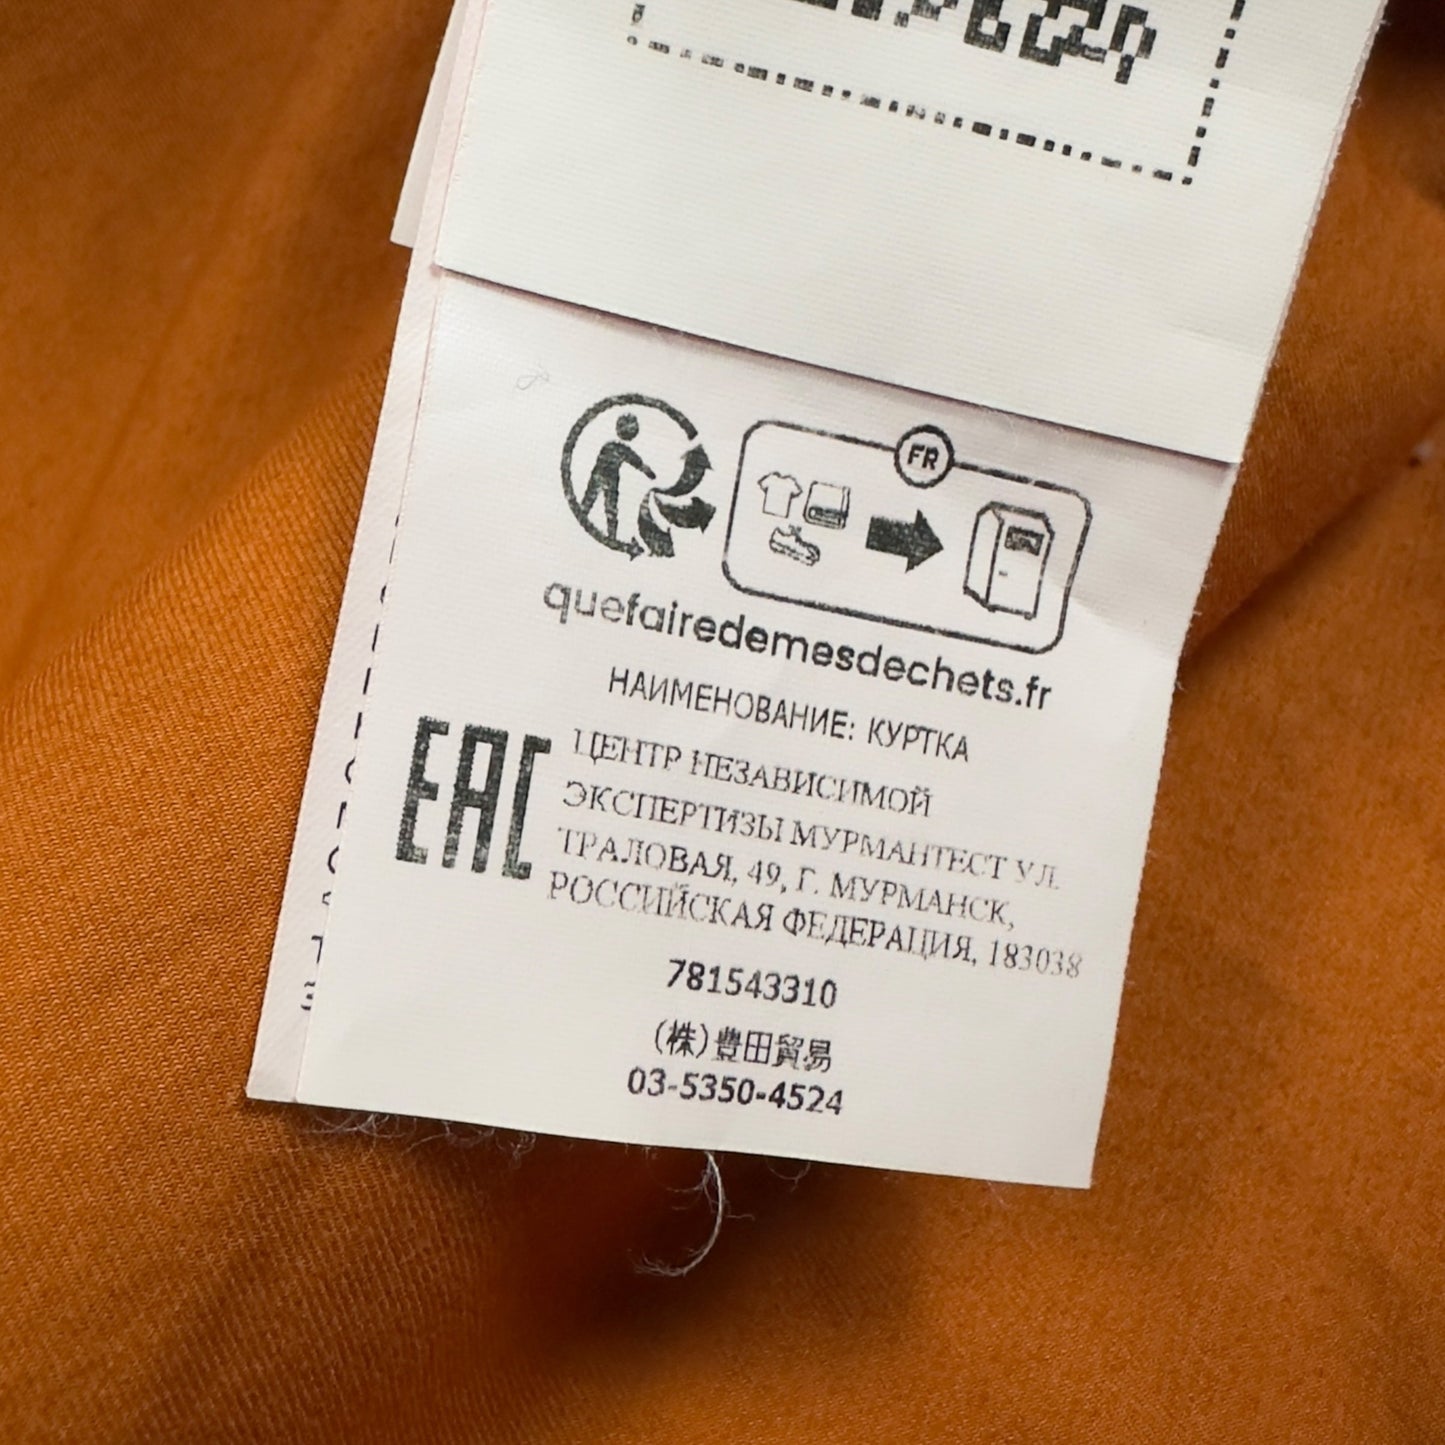 FR
quefairedemesdechets.fr
НАИМЕНОВАНИЕ: КУРТКА
EAC
ЦЕНТР НЕЗАВИСИМОЙ
ЭКСПЕРТИЗЫ МУРМАНТЕСТ УЛ.
ТРАЛОВАЯ, 49, Г. МУРМАНСК,
РОССИЙСКАЯ ФЕДЕРАЦИЯ, 183038
781543310
(株)豊田貿易
03-5350-4524